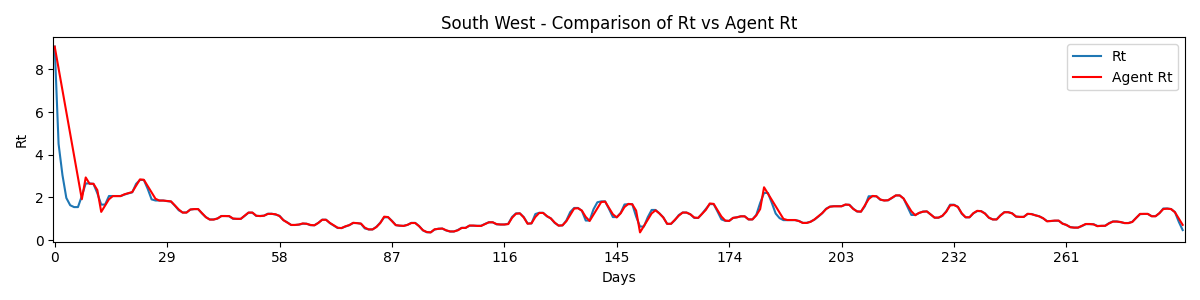 South West - Comparison of Rt vs Agent Rt
Rt
Agent Rt
Rt
8
6
4
2
0
0 29 58 87 116 145 174 203 232 261
Days